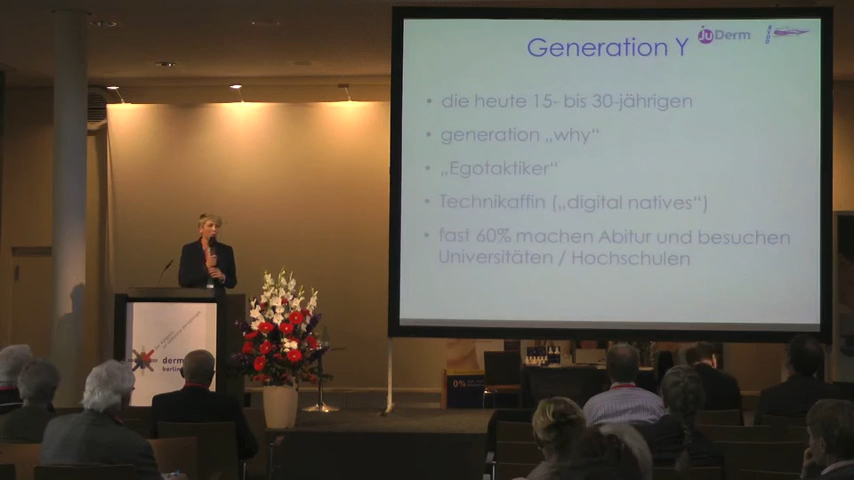 Generation Y
JuDerm
• die heute 15- bis 30-jährigen
• generation „why“
• „Egotaktiker“
• Technikaffin („digital natives“)
• fast 60% machen Abitur und besuchen
Universitäten / Hochschulen
derm
berlin
0%